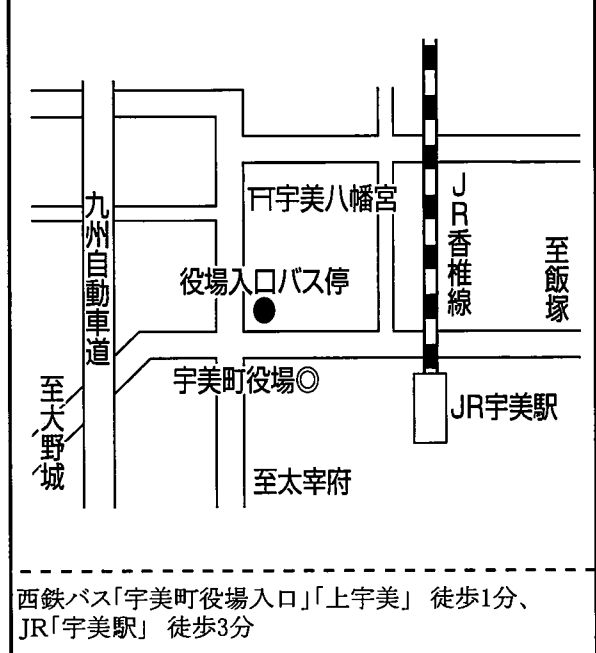 宇美八幡宮
JR香椎線
九州自動車道
至飯塚
役場入口バス停
宇美町役場◎
至大野城
JR宇美駅
至太宰府
西鉄バス「宇美町役場入口」「上宇美」 徒歩1分、
JR「宇美駅」 徒歩3分